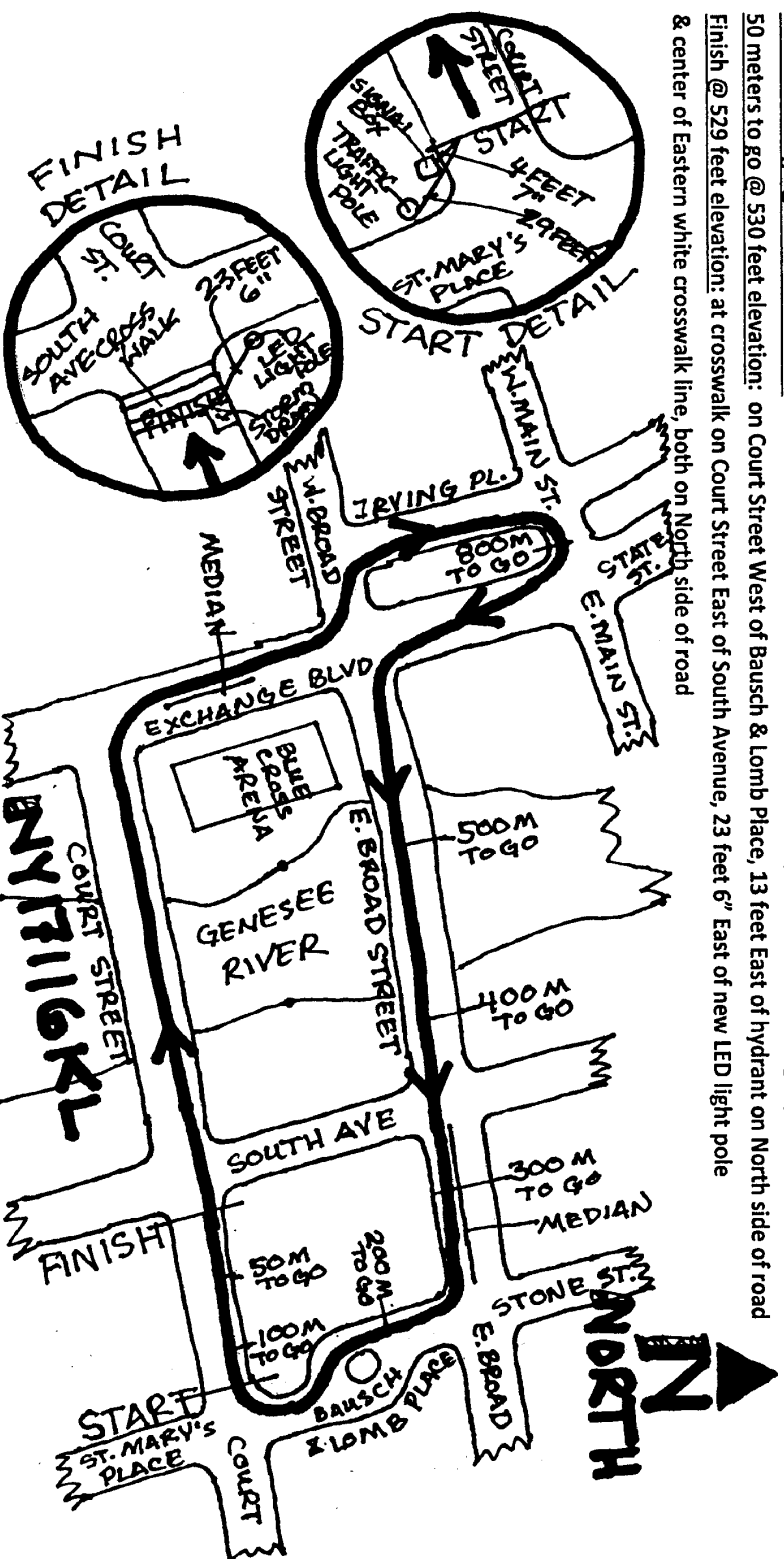 50 meters to go @ 530 feet elevation: on Court Street West of Bausch & Lomb Place, 13 feet East of hydrant on North side of road
Finish @ 529 feet elevation: at crosswalk on Court Street East of South Avenue, 23 feet 6” East of new LED light pole
& center of Eastern white crosswalk line, both on North side of road
COURT
STREET
START
SIGNAL
BOX
TRAFFIC
LIGHT
POLE
4 FEET
7"
29 FEET
ST. MARY'S
PLACE
START DETAIL
FINISH
DETAIL
COURT
ST.
23 FEET
6"
SOUTH
AVE CROSS
WALK
LED
LIGHT
POLE
FINISH
STORM
DRAIN
W. MAIN ST.
IRVING PL.
W. BROAD
STREET
800M
TO GO
STATE
ST.
E. MAIN ST.
MEDIAN
EXCHANGE BLVD
BLUE
CROSS
ARENA
GENESEE
RIVER
E. BROAD STREET
500M
TO GO
400M
TO GO
COURT STREET
NY17116KL
SOUTH AVE
300M
TO GO
MEDIAN
FINISH
50M
TO GO
200M
TO GO
100M
TO GO
STONE ST.
E. BROAD
BAUSCH
& LOMB PLACE
START
ST. MARY'S
PLACE
COURT
N
NORTH